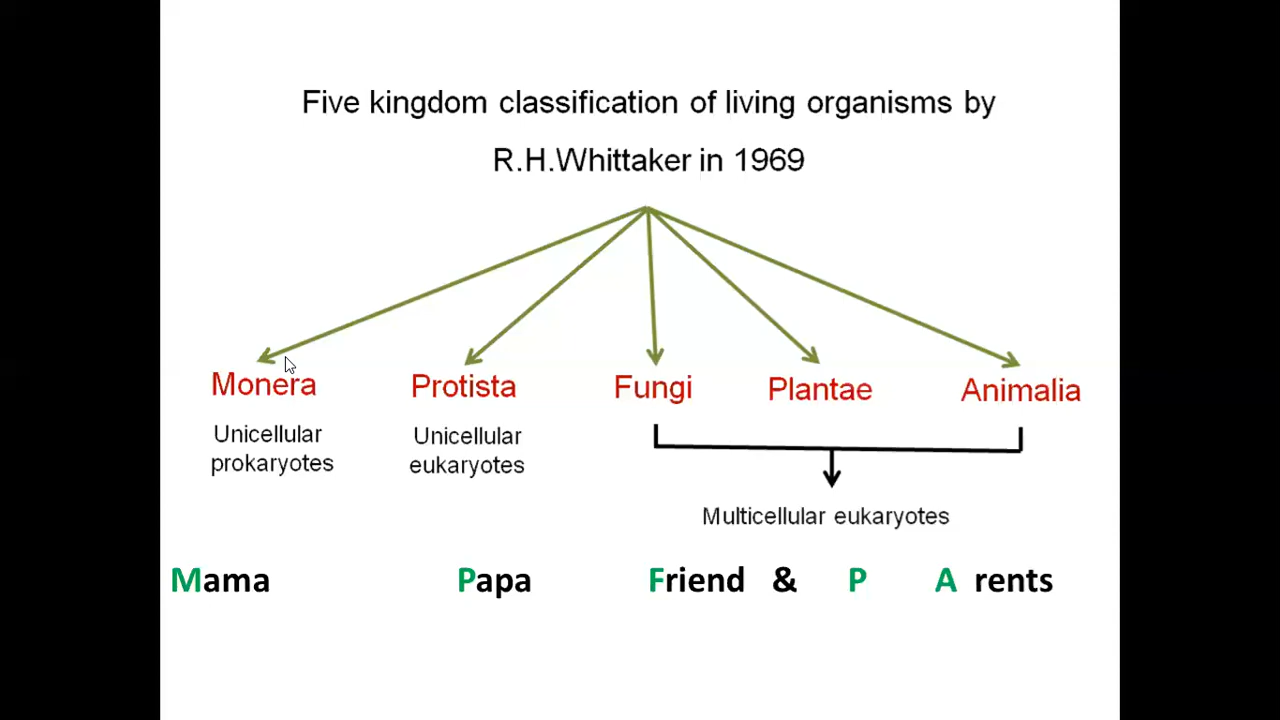 Five kingdom classification of living organisms by
R.H.Whittaker in 1969
Monera Protista Fungi Plantae Animalia
Unicellular prokaryotes
Unicellular eukaryotes
Multicellular eukaryotes
Mama Papa Friend & P A rents